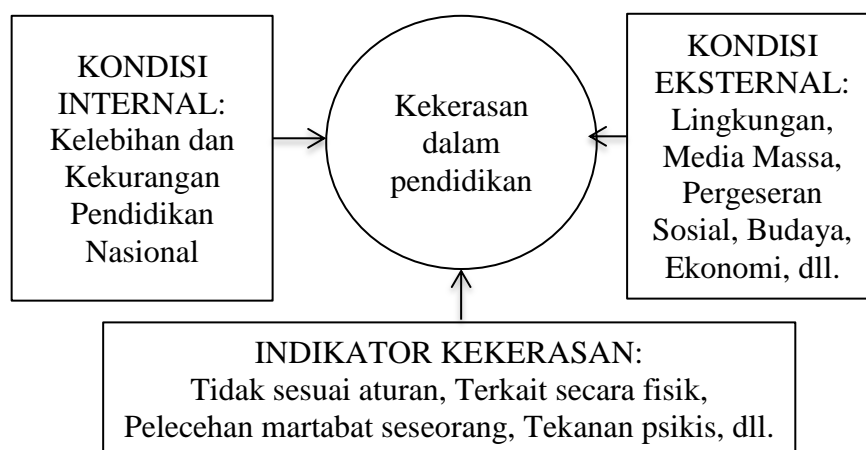 KONDISI
INTERNAL:
Kelebihan dan
Kekurangan
Pendidikan
Nasional
Kekerasan
dalam
pendidikan
KONDISI
EKSTERNAL:
Lingkungan,
Media Massa,
Pergeseran
Sosial, Budaya,
Ekonomi, dll.
INDIKATOR KEKERASAN:
Tidak sesuai aturan, Terkait secara fisik,
Pelecehan martabat seseorang, Tekanan psikis, dll.